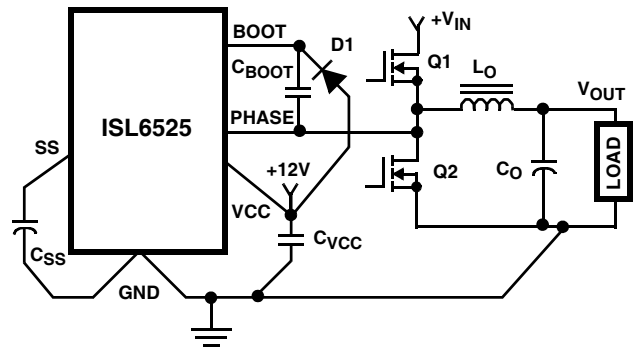 +VIN
BOOT
D1
Q1
CBOOT
LO
VOUT
ISL6525
PHASE
SS
+12V
CO
LOAD
Q2
VCC
CVCC
CSS
GND